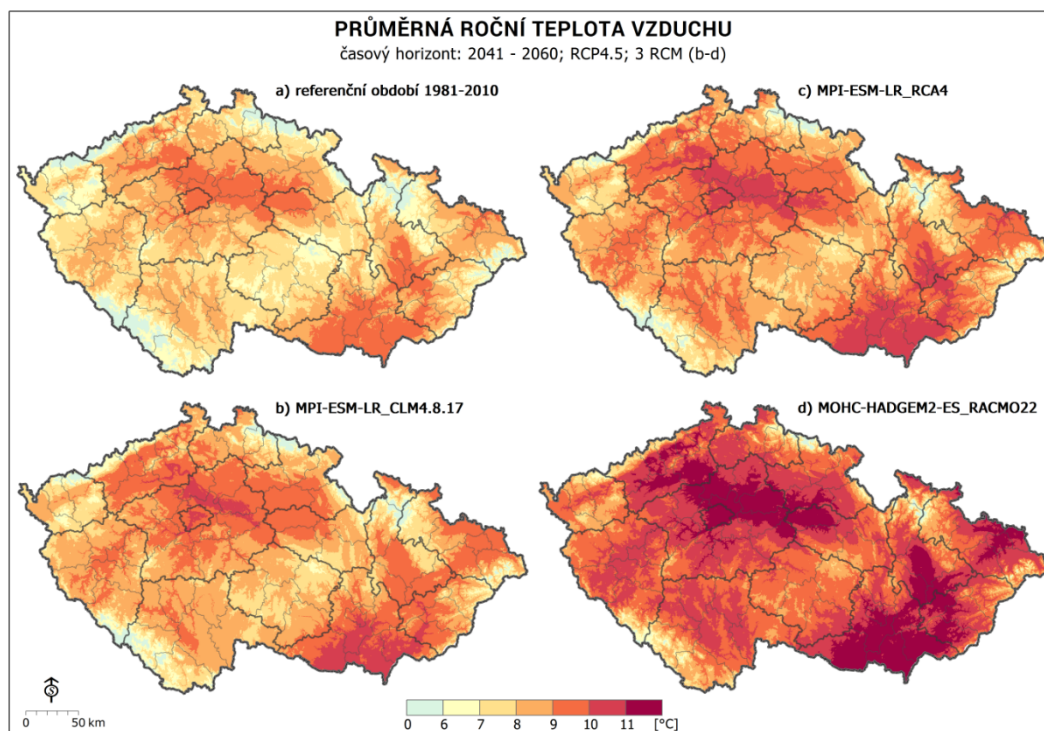 PRŮMĚRNÁ ROČNÍ TEPLOTA VZDUCHU
časový horizont: 2041 - 2060; RCP4.5; 3 RCM (b-d)
a) referenční období 1981-2010
c) MPI-ESM-LR_RCA4
b) MPI-ESM-LR_CLM4.8.17
d) MOHC-HADGEM2-ES_RACMO22
S
0 50 km
0 6 7 8 9 10 11 [°C]